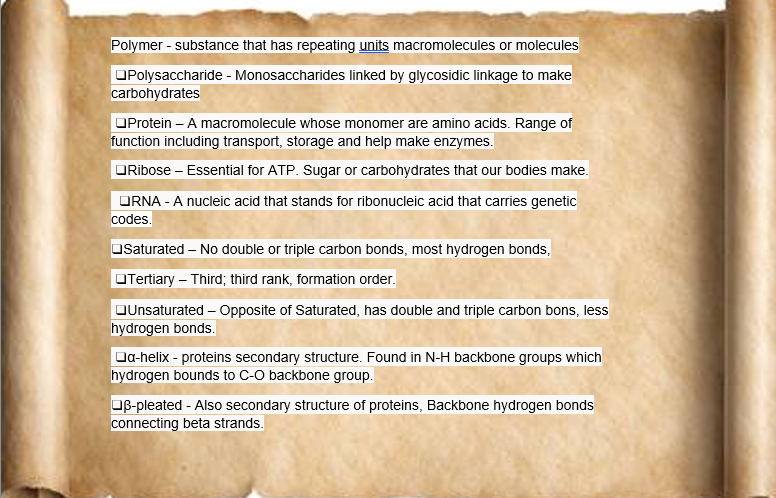 Polymer - substance that has repeating units macromolecules or molecules
❑Polysaccharide - Monosaccharides linked by glycosidic linkage to make
carbohydrates
❑Protein – A macromolecule whose monomer are amino acids. Range of
function including transport, storage and help make enzymes.
❑Ribose – Essential for ATP. Sugar or carbohydrates that our bodies make.
❑RNA - A nucleic acid that stands for ribonucleic acid that carries genetic
codes.
❑Saturated – No double or triple carbon bonds, most hydrogen bonds,
❑Tertiary – Third; third rank, formation order.
❑Unsaturated – Opposite of Saturated, has double and triple carbon bons, less
hydrogen bonds.
❑α-helix - proteins secondary structure. Found in N-H backbone groups which
hydrogen bounds to C-O backbone group.
❑β-pleated - Also secondary structure of proteins, Backbone hydrogen bonds
connecting beta strands.